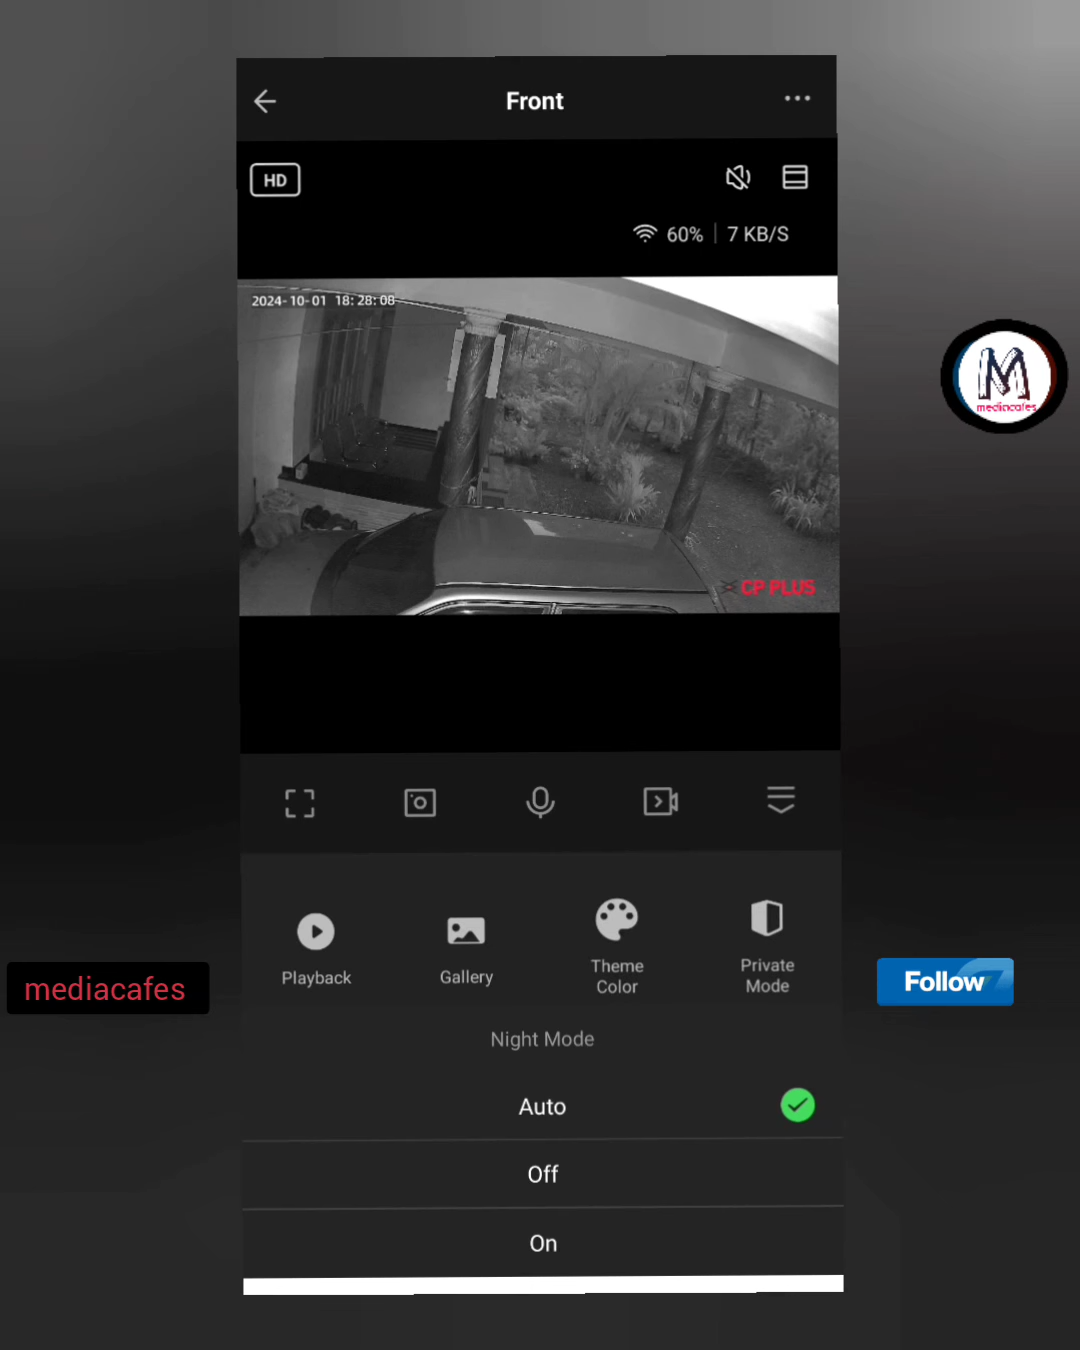 Front
HD
60% | 7 KB/S
2024-10-01 18:28:08
M
mediacafes
CP PLUS
Playback
Gallery
Theme
Color
Private
Mode
mediacafes
Follow
Night Mode
Auto
Off
On